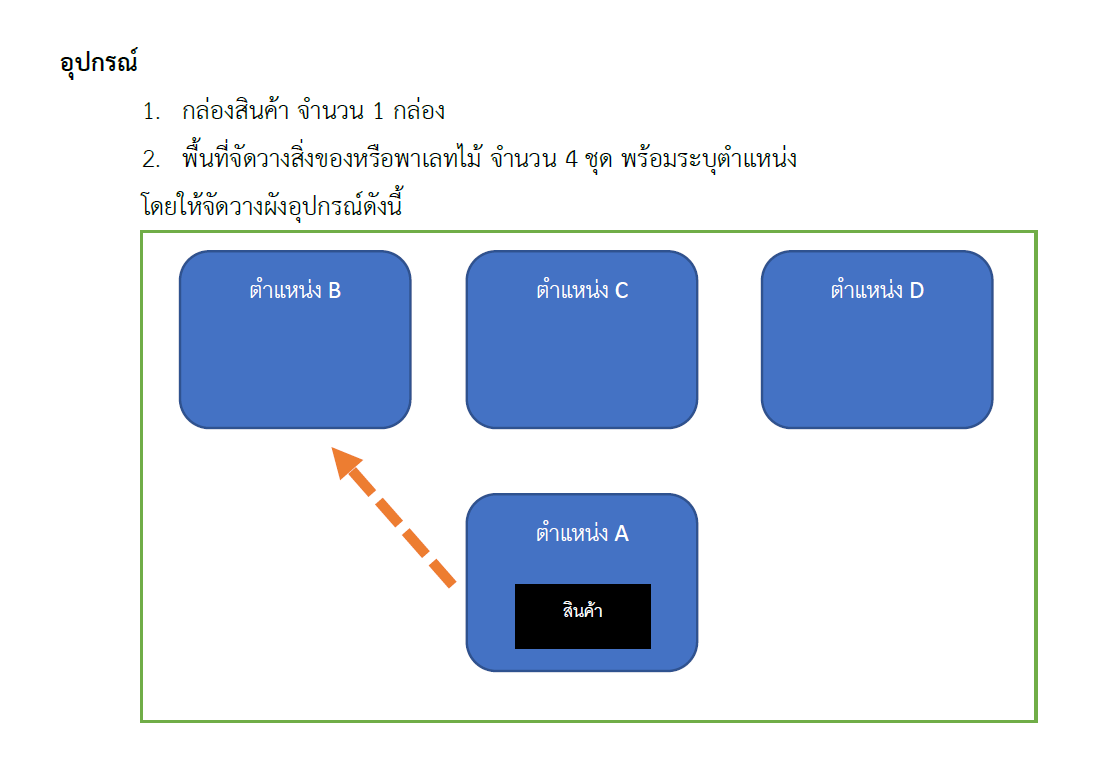 อุปกรณ์
1. กล่องสินค้า จำนวน 1 กล่อง
2. พื้นที่จัดวางสิ่งของหรือพาเลทไม้ จำนวน 4 ชุด พร้อมระบุตำแหน่ง
โดยให้จัดวางผังอุปกรณ์ดังนี้
ตำแหน่ง B
ตำแหน่ง C
ตำแหน่ง D
ตำแหน่ง A
สินค้า